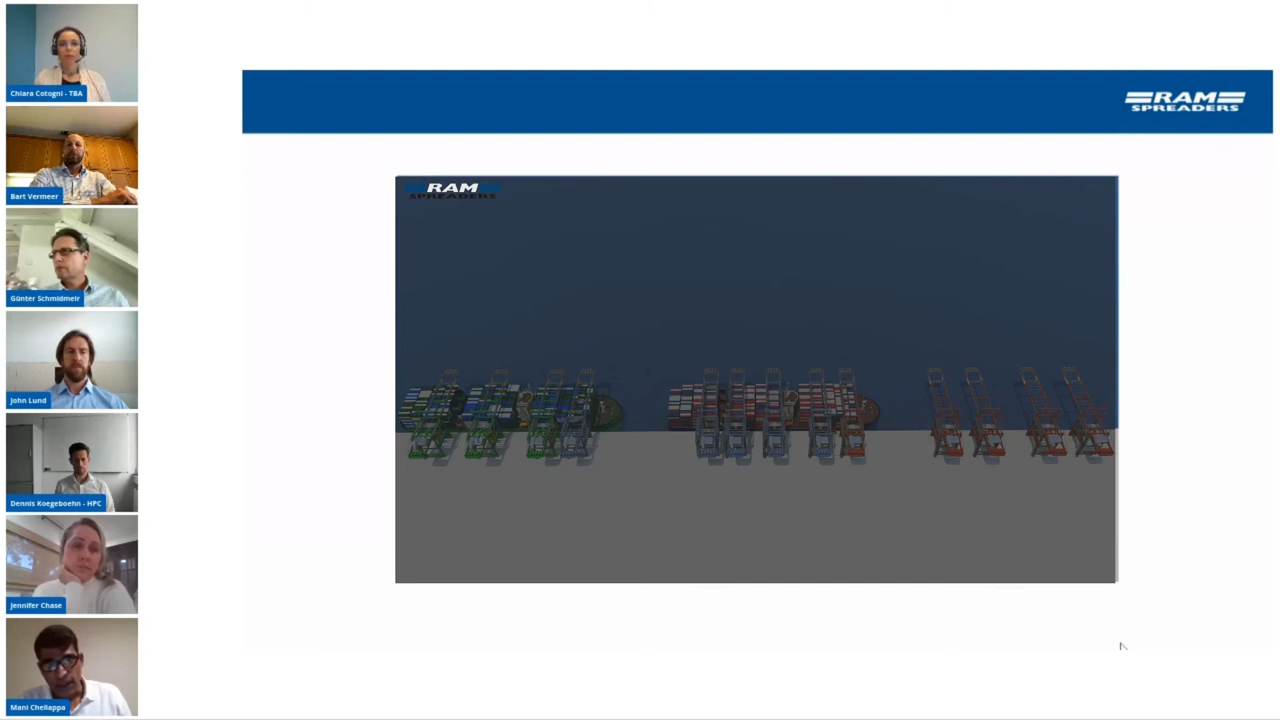 Chiara Cotogni - TBA
Bart Vermeer
Günter Schmidmeir
John Lund
Dennis Koegeboehn - HPC
Jennifer Chase
Mani Chellappa
RAM
SPREADERS
RAM
SPREADERS